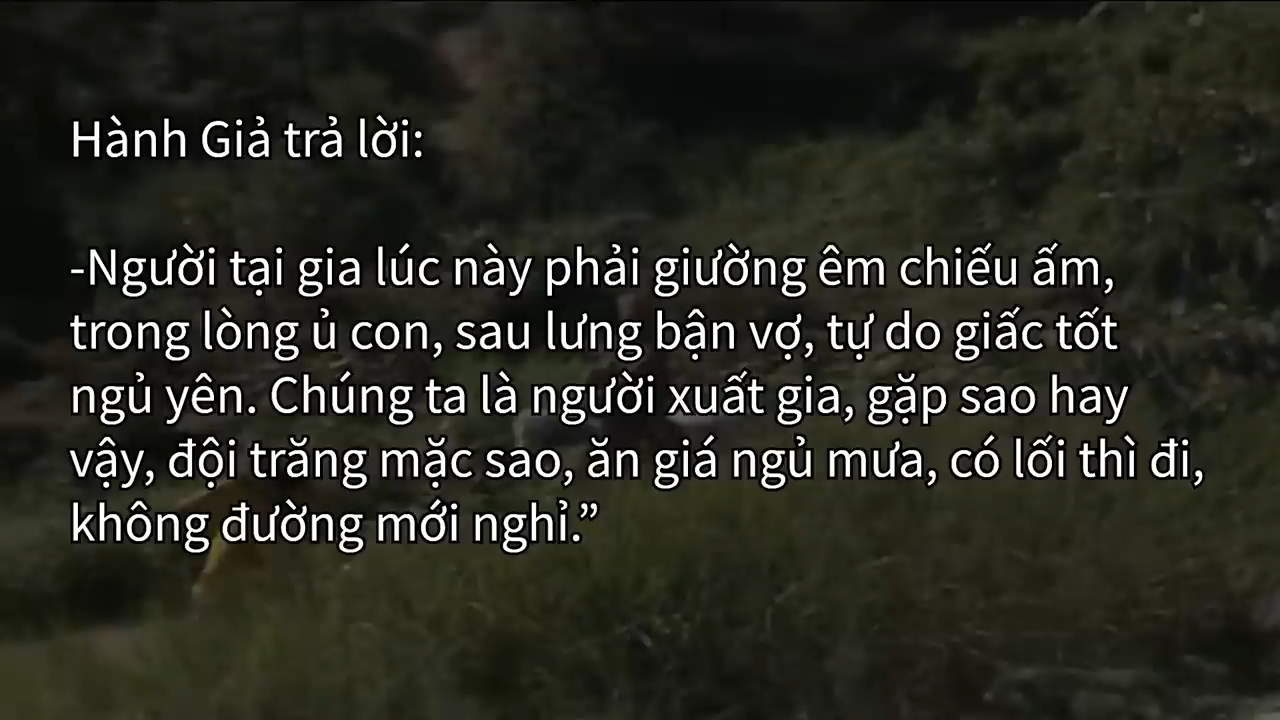 Hành Giả trả lời:
-Người tại gia lúc này phải giường êm chiếu ấm,
trong lòng ủ con, sau lưng bận vợ, tự do giấc tốt
ngủ yên. Chúng ta là người xuất gia, gặp sao hay
vậy, đội trăng mặc sao, ăn giá ngủ mưa, có lối thì đi,
không đường mới nghỉ.”